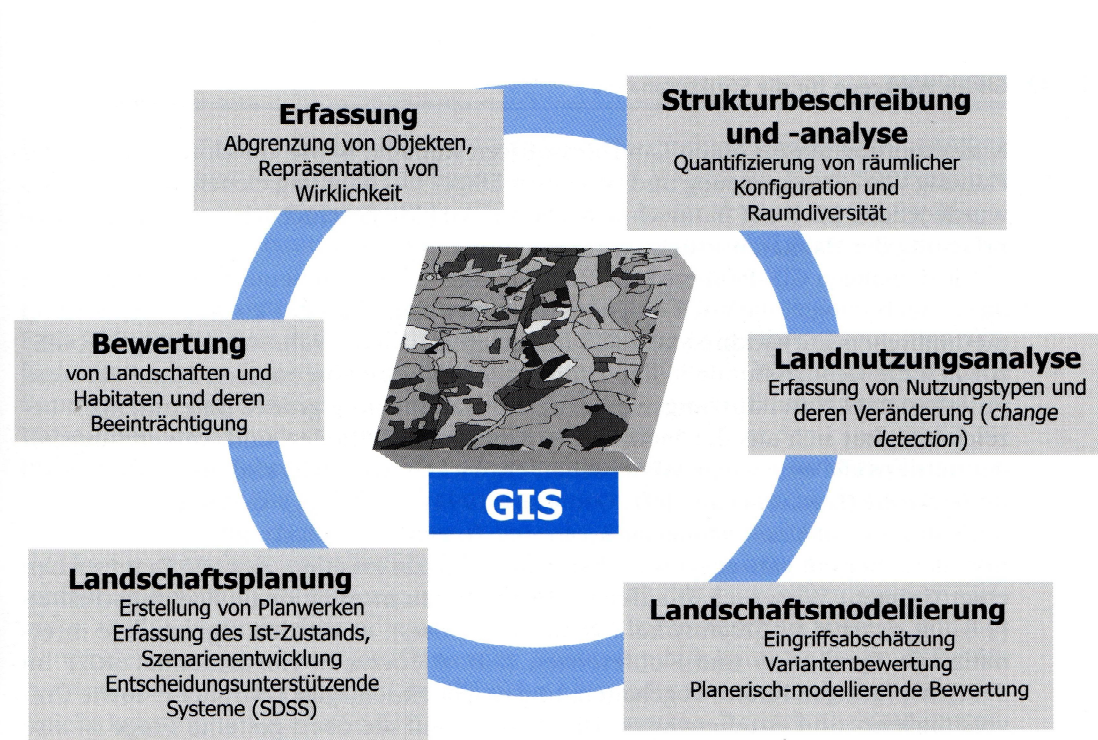 Erfassung
Abgrenzung von Objekten,
Repräsentation von
Wirklichkeit
Strukturbeschreibung
und -analyse
Quantifizierung von räumlicher
Konfiguration und
Raumdiversität
Bewertung
von Landschaften und
Habitaten und deren
Beeinträchtigung
Landnutzungsanalyse
Erfassung von Nutzungstypen und
deren Veränderung (change
detection)
GIS
Landschaftsplanung
Erstellung von Planwerken
Erfassung des Ist-Zustands,
Szenarienentwicklung
Entscheidungsunterstützende
Systeme (SDSS)
Landschaftsmodellierung
Eingriffsabschätzung
Variantenbewertung
Planerisch-modellierende Bewertung